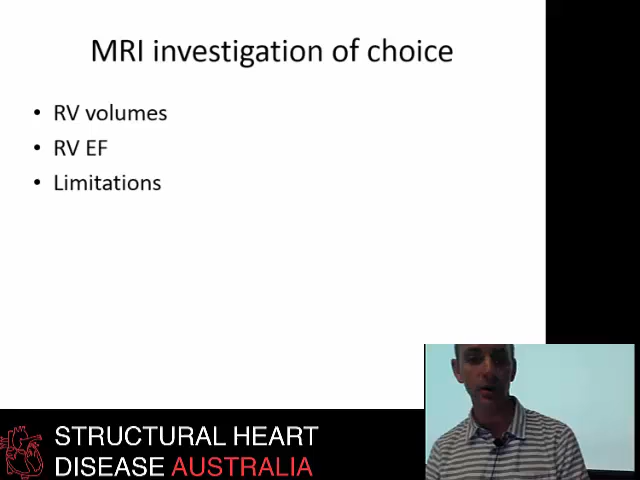 MRI investigation of choice
• RV volumes
• RV EF
• Limitations
STRUCTURAL HEART
DISEASE AUSTRALIA